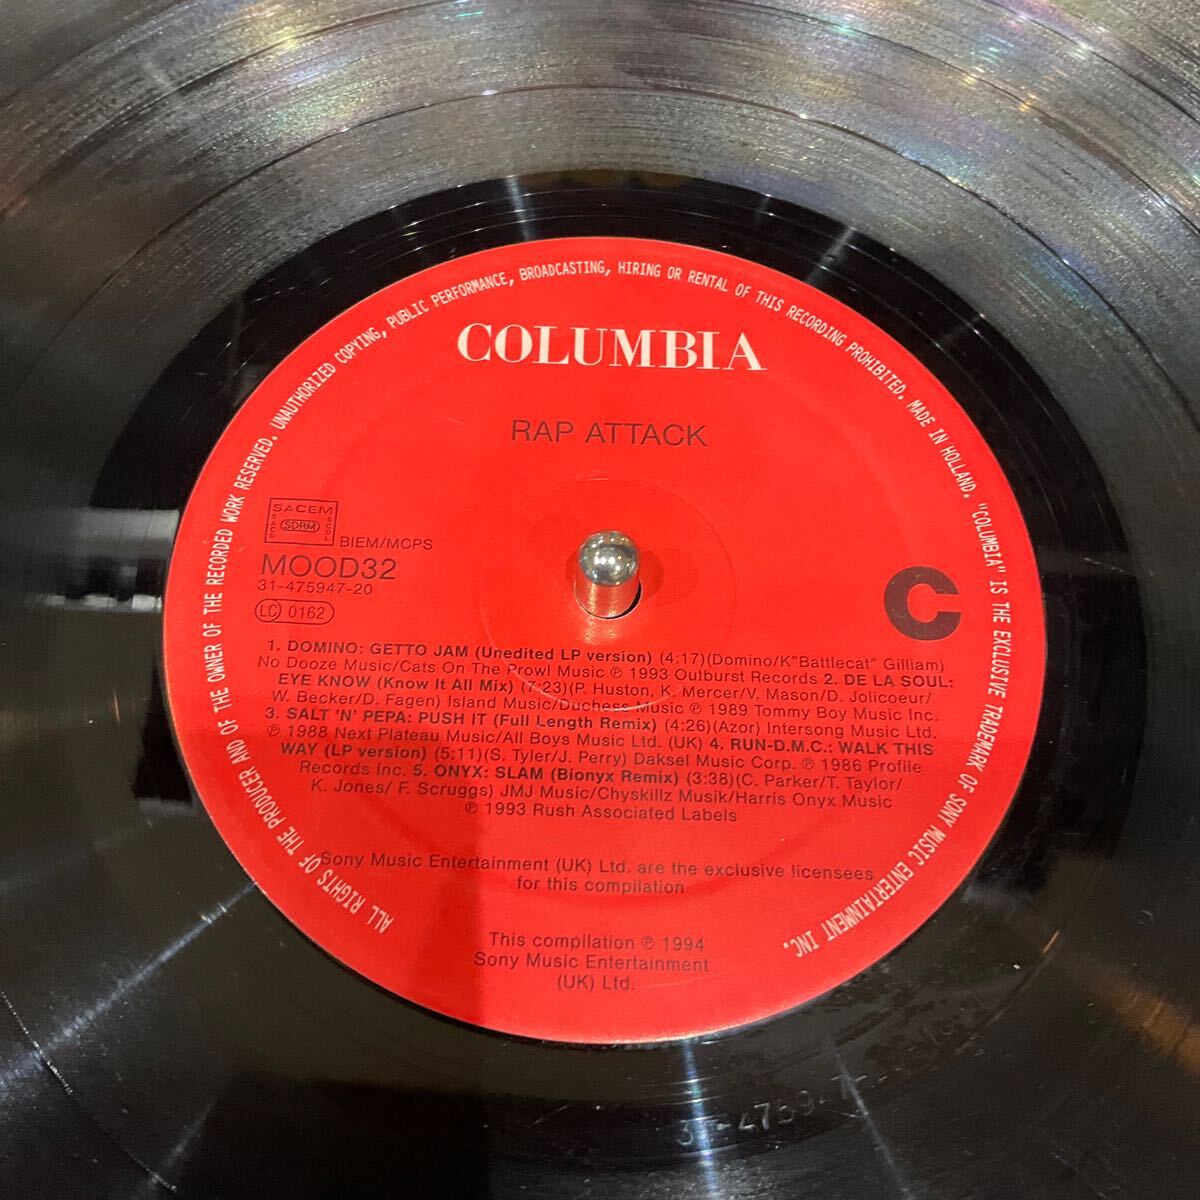 ALL RIGHTS OF THE PRODUCER AND OF THE OWNER OF THE RECORDED WORK RESERVED. UNAUTHORIZED COPYING, PUBLIC PERFORMANCE, BROADCASTING, HIRING OR RENTAL OF THIS RECORDING PROHIBITED. MADE IN HOLLAND. "COLUMBIA" IS THE EXCLUSIVE TRADEMARK OF SONY MUSIC ENTERTAINMENT INC.
COLUMBIA
RAP ATTACK
SACEM
SACD SDRM SGDL
BIEM/MCPS
MOOD32
31-475947-20
LC 0162
C
1. DOMINO: GETTO JAM (Unedited LP version) (4:17)(Domino/K"Battlecat" Gilliam)
No Dooze Music/Cats On The Prowl Music ℗ 1993 Outburst Records 2. DE LA SOUL:
EYE KNOW (Know It All Mix) (7:23)(P. Huston, K. Mercer/V. Mason/D. Jolicoeur/
W. Becker/D. Fagen) Island Music/Duchess Music ℗ 1989 Tommy Boy Music Inc.
3. SALT 'N' PEPA: PUSH IT (Full Length Remix) (4:26)(Azor) Intersong Music Ltd.
℗ 1988 Next Plateau Music/All Boys Music Ltd. (UK) 4. RUN-D.M.C.: WALK THIS
WAY (LP version) (5:11)(S. Tyler/J. Perry) Daksel Music Corp. ℗ 1986 Profile
Records Inc. 5. ONYX: SLAM (Bionyx Remix) (3:38)(C. Parker/T. Taylor/
K. Jones/ F. Scruggs) JMJ Music/Chyskillz Musik/Harris Onyx Music
℗ 1993 Rush Associated Labels
Sony Music Entertainment (UK) Ltd. are the exclusive licensees
for this compilation
This compilation ℗ 1994
Sony Music Entertainment
(UK) Ltd.